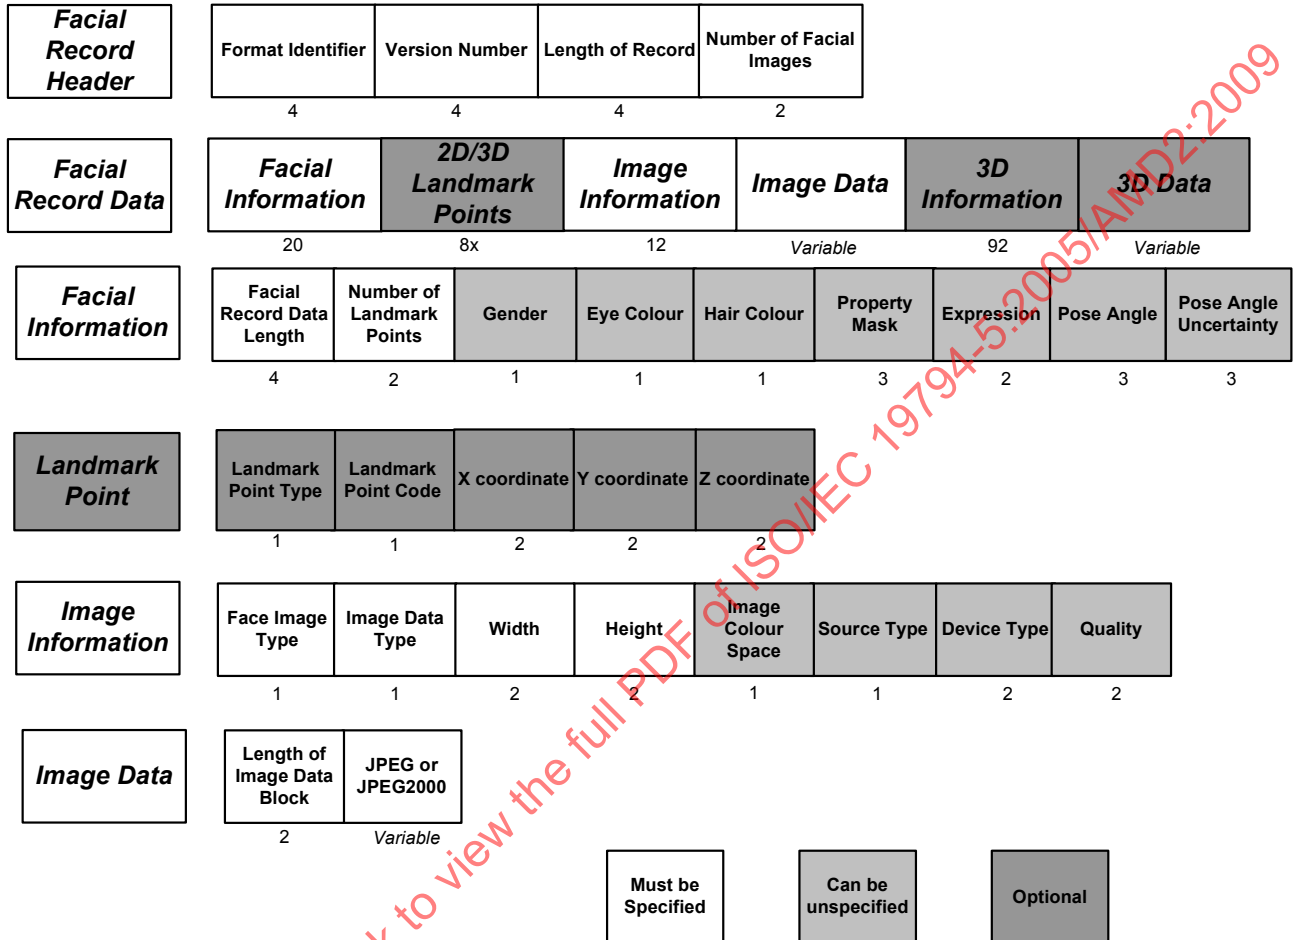 Facial
Record
Header
Format Identifier
Version Number
Length of Record
Number of Facial
Images
4
4
4
2
Facial
Record Data
Facial
Information
2D/3D
Landmark
Points
Image
Information
Image Data
3D
Information
3D Data
20
8x
12
Variable
92
Variable
Facial
Information
Facial
Record Data
Length
Number of
Landmark
Points
Gender
Eye Colour
Hair Colour
Property
Mask
Expression
Pose Angle
Pose Angle
Uncertainty
4
2
1
1
1
3
2
3
3
Landmark
Point
Landmark
Point Type
Landmark
Point Code
X coordinate
Y coordinate
Z coordinate
1
1
2
2
2
Image
Information
Face Image
Type
Image Data
Type
Width
Height
Image
Colour
Space
Source Type
Device Type
Quality
1
1
2
2
1
1
2
2
Image Data
Length of
Image Data
Block
JPEG or
JPEG2000
2
Variable
Must be
Specified
Can be
unspecified
Optional
k to view the full PDF of ISO/IEC 19794-5:2005/AMD2:2009